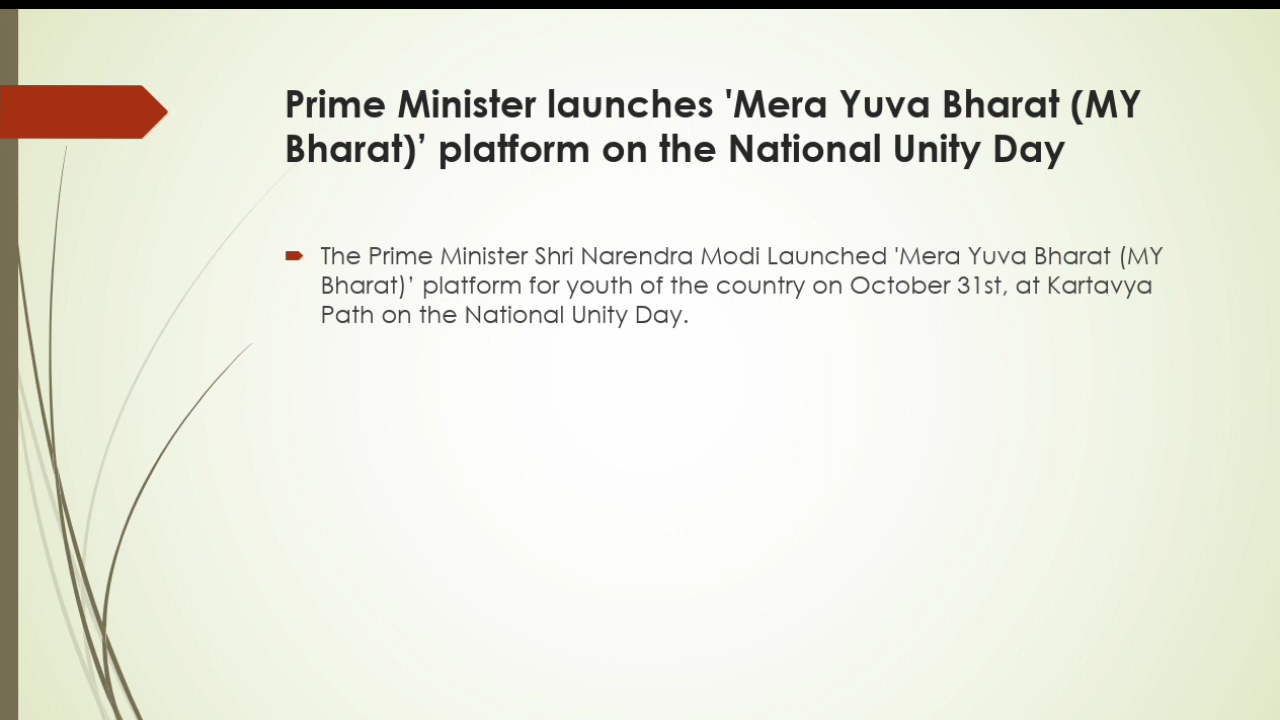 Prime Minister launches 'Mera Yuva Bharat (MY
Bharat)’ platform on the National Unity Day
The Prime Minister Shri Narendra Modi Launched 'Mera Yuva Bharat (MY
Bharat)’ platform for youth of the country on October 31st, at Kartavya
Path on the National Unity Day.